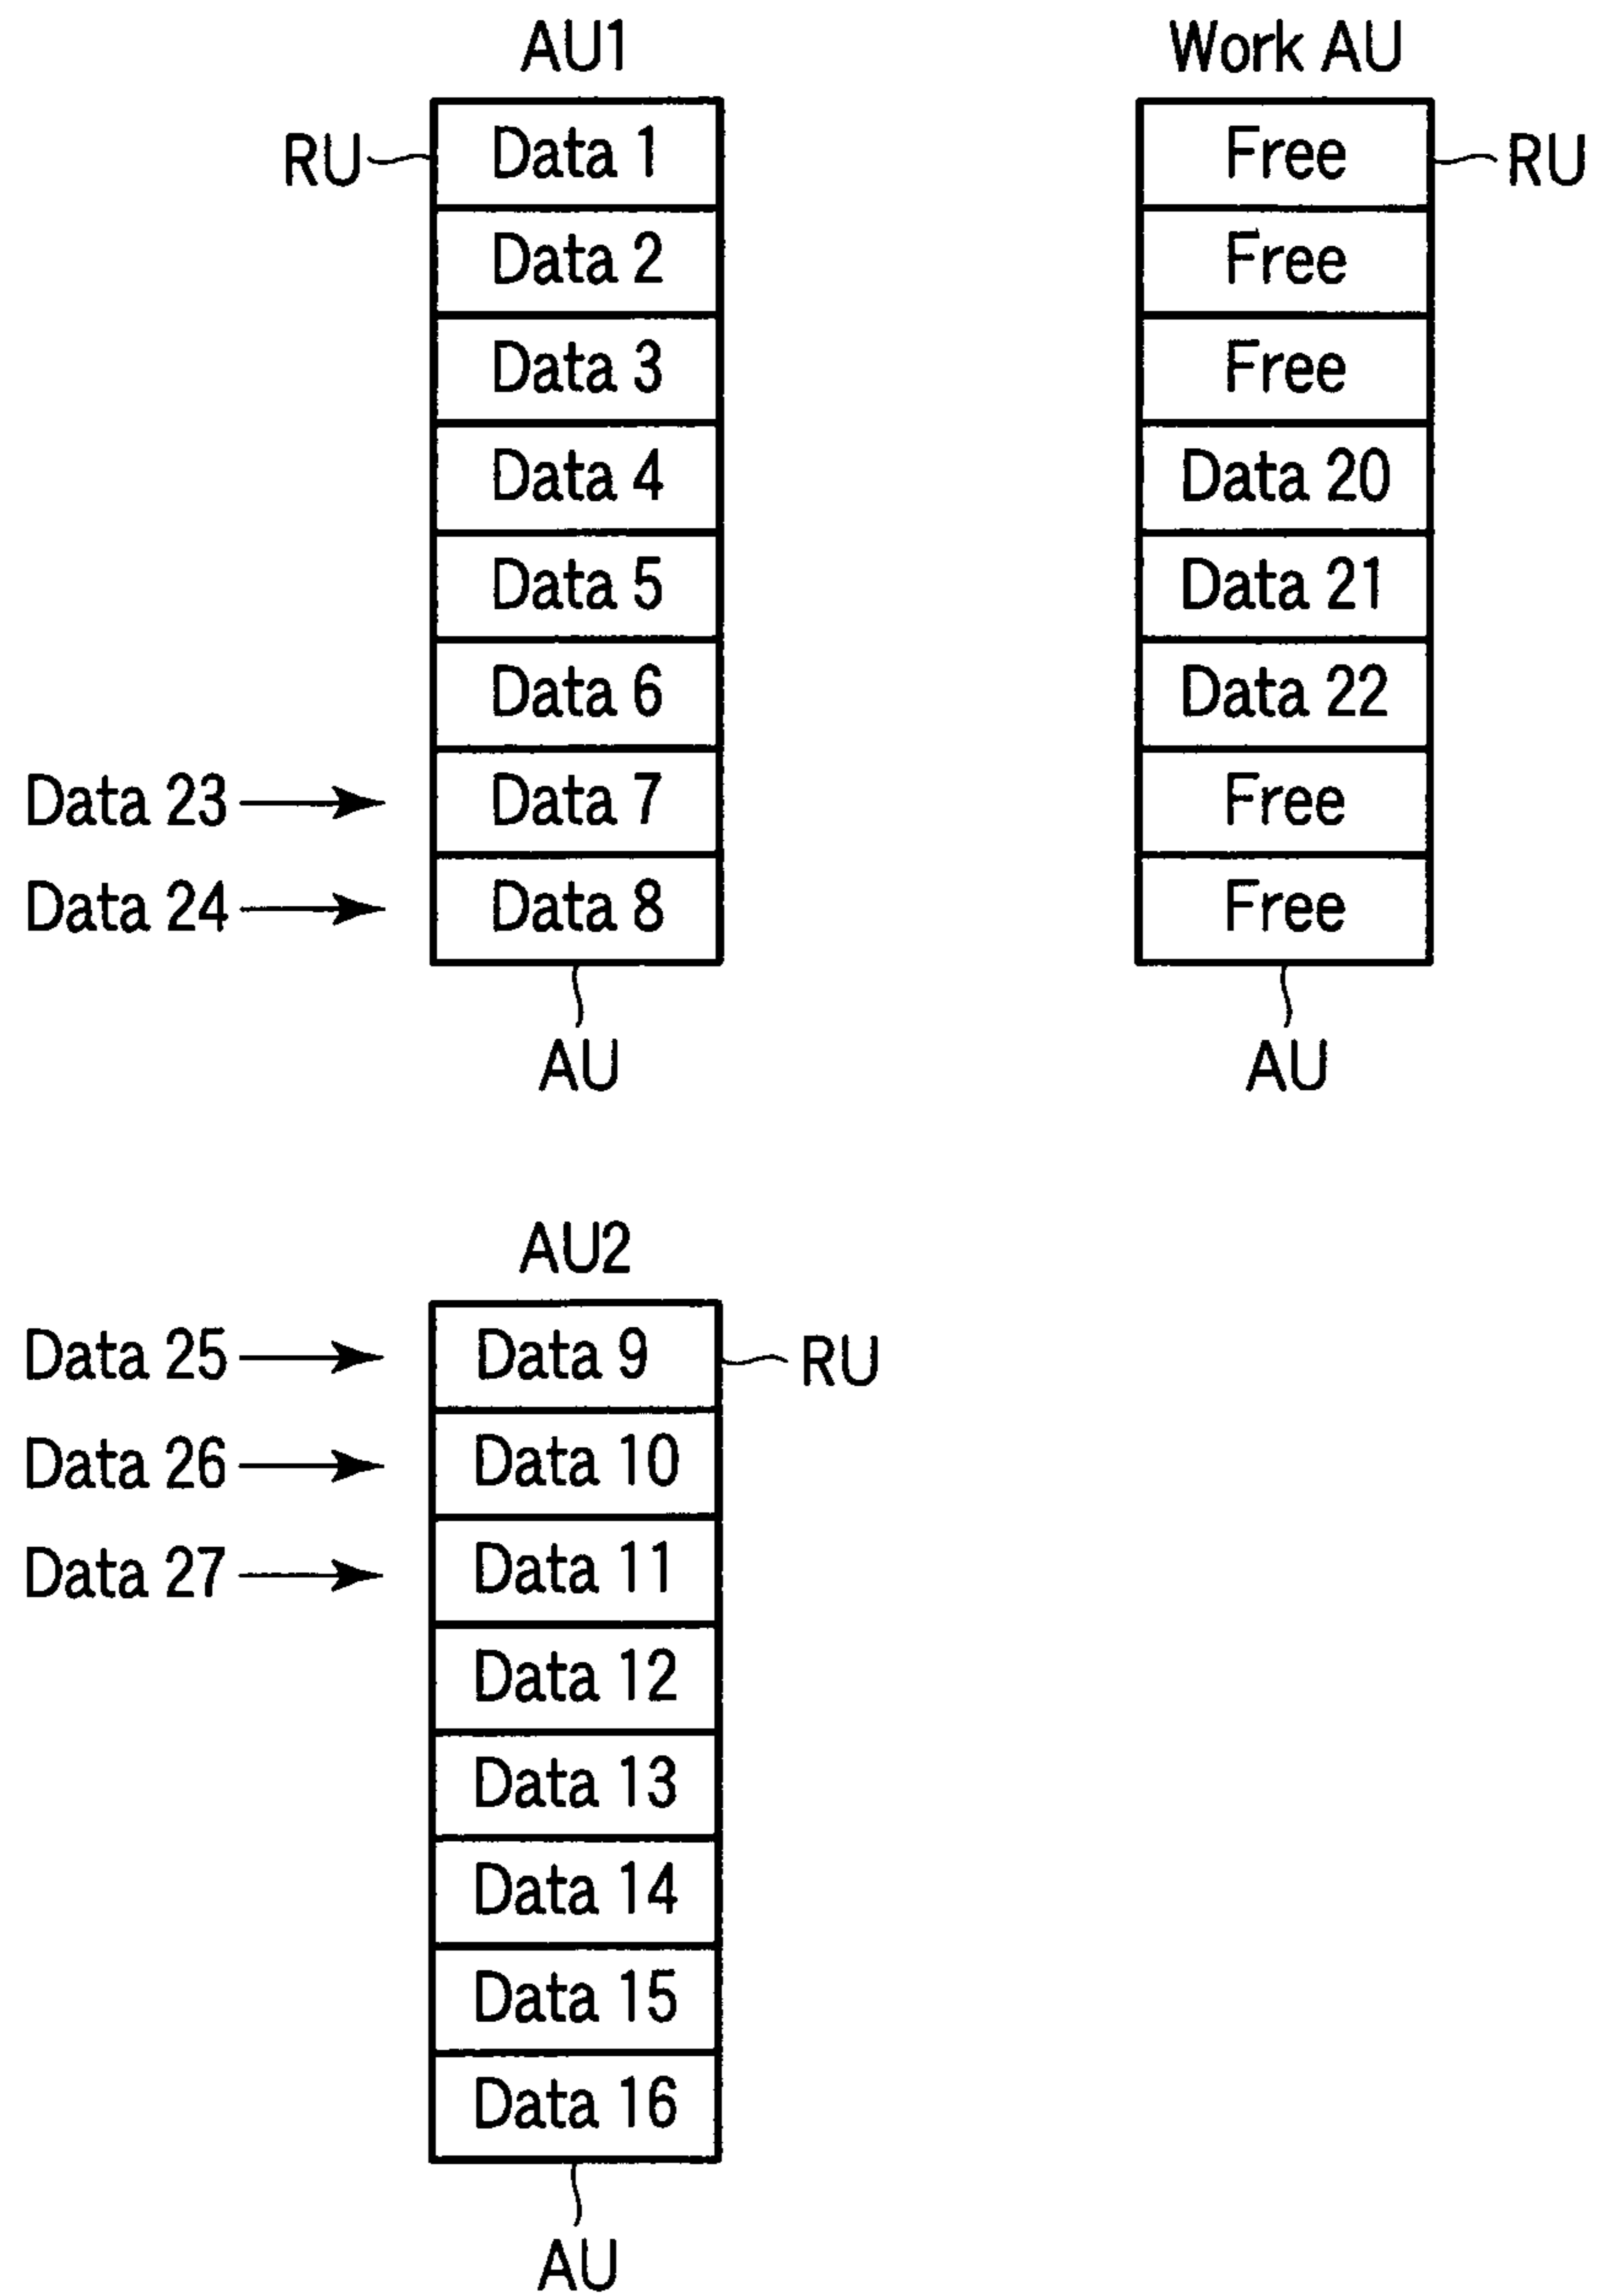 AU1
Work AU
RU
Data 1
Free
RU
Data 2
Free
Data 3
Free
Data 4
Data 20
Data 5
Data 21
Data 6
Data 22
Data 23
Data 7
Free
Data 24
Data 8
Free
AU
AU
AU2
Data 25
Data 9
RU
Data 26
Data 10
Data 27
Data 11
Data 12
Data 13
Data 14
Data 15
Data 16
AU